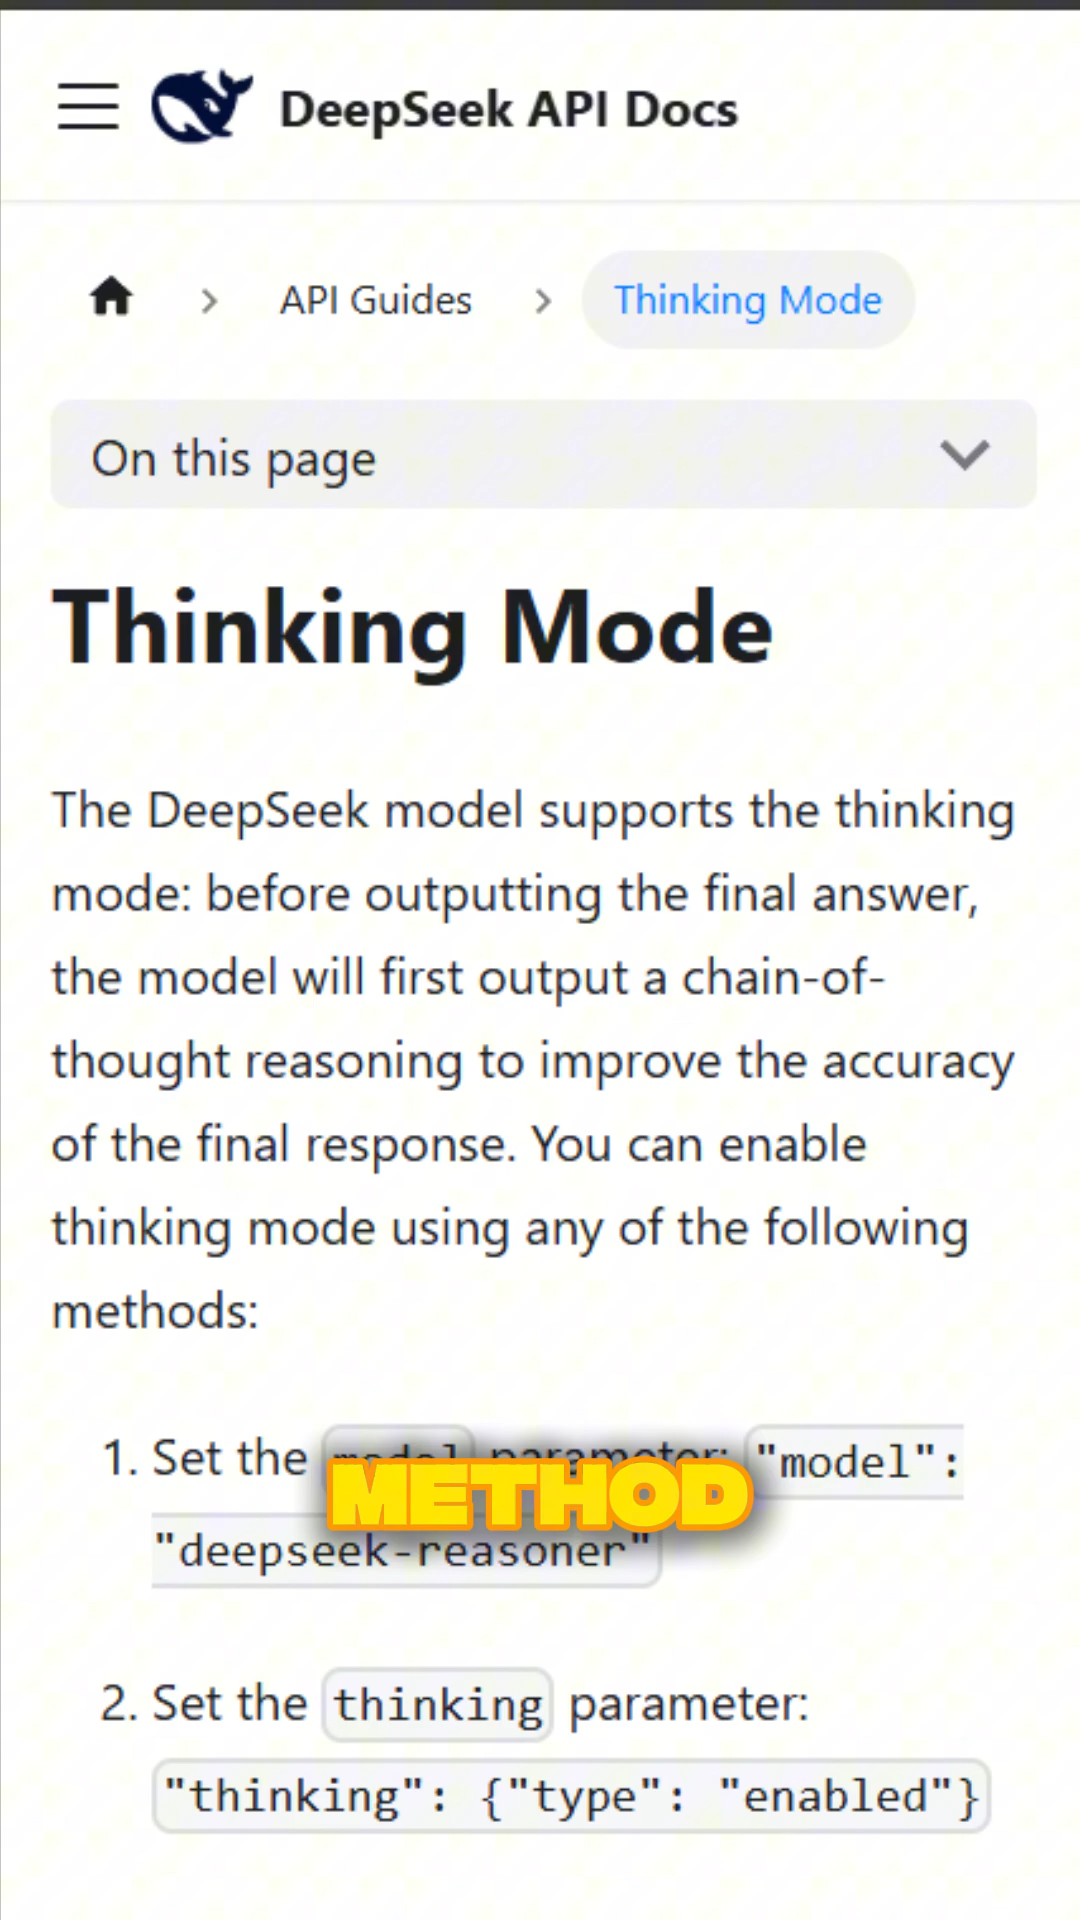 DeepSeek API Docs
API Guides
Thinking Mode
On this page
Thinking Mode
The DeepSeek model supports the thinking
mode: before outputting the final answer,
the model will first output a chain-of-
thought reasoning to improve the accuracy
of the final response. You can enable
thinking mode using any of the following
methods:
1. Set the model parameter: "model":
METHOD
"deepseek-reasoner"
2. Set the thinking parameter:
"thinking": {"type": "enabled"}